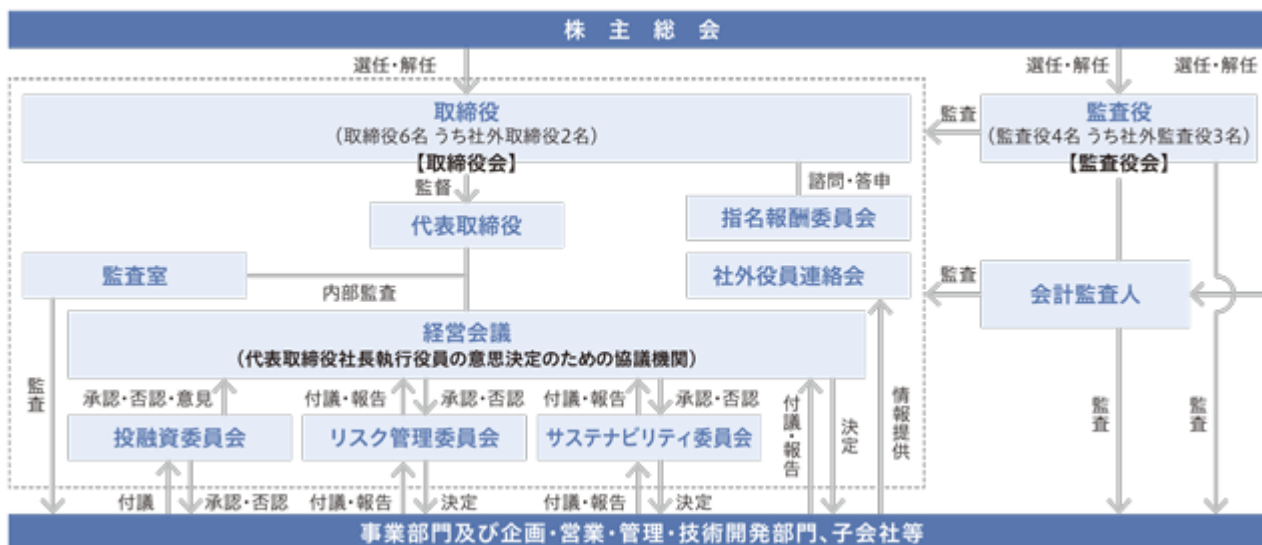 株主総会
選任・解任
選任・解任
選任・解任
取締役
(取締役6名 うち社外取締役2名)
【取締役会】
監査
監査役
(監査役4名 うち社外監査役3名)
【監査役会】
監督
諮問・答申
代表取締役
指名報酬委員会
監査室
内部監査
社外役員連絡会
監査
会計監査人
経営会議
(代表取締役社長執行役員の意思決定のための協議機関)
監査
承認・否認・意見
付議・報告
承認・否認
付議・報告
承認・否認
付議・報告
決定
情報提供
監査
監査
投融資委員会
リスク管理委員会
サステナビリティ委員会
付議
承認・否認
付議・報告
決定
付議・報告
決定
事業部門及び企画・営業・管理・技術開発部門、子会社等